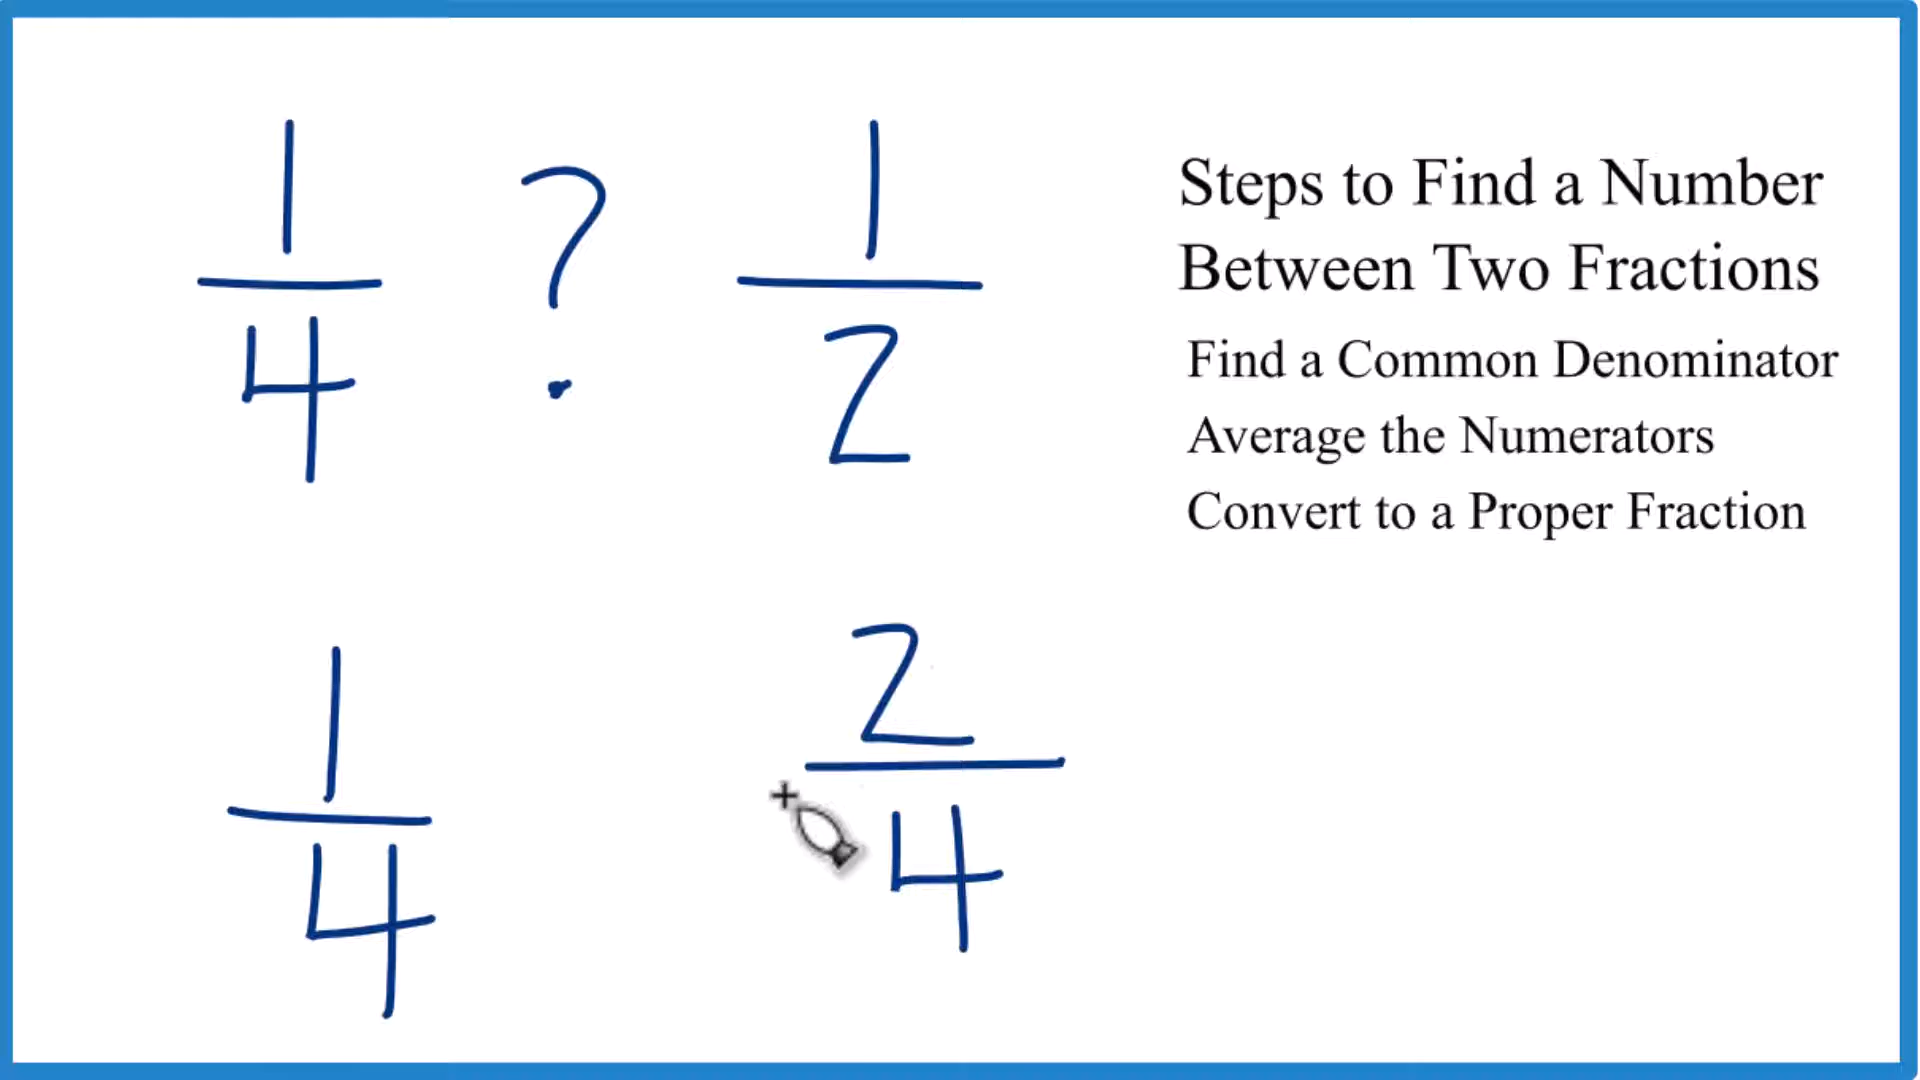 1/4 ? 1/2
Steps to Find a Number
Between Two Fractions
Find a Common Denominator
Average the Numerators
Convert to a Proper Fraction
1/4 2/4